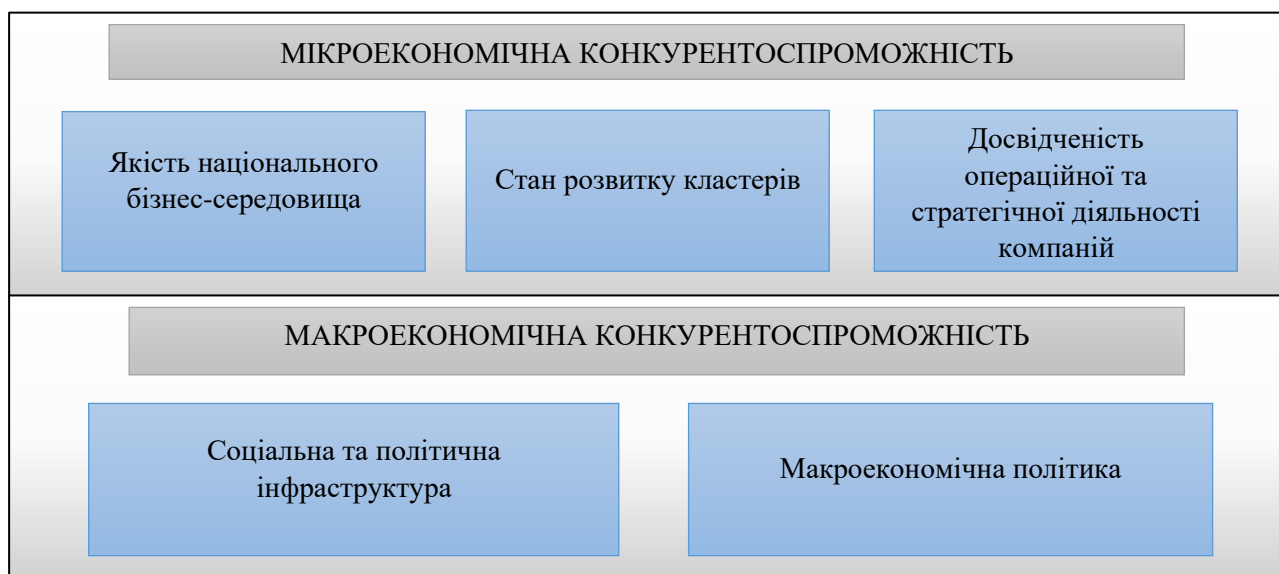 МІКРОЕКОНОМІЧНА КОНКУРЕНТОСПРОМОЖНІСТЬ
Якість національного
бізнес-середовища
Стан розвитку кластерів
Досвідченість
операційної та
стратегічної діяльності
компаній
МАКРОЕКОНОМІЧНА КОНКУРЕНТОСПРОМОЖНІСТЬ
Соціальна та політична
інфраструктура
Макроекономічна політика